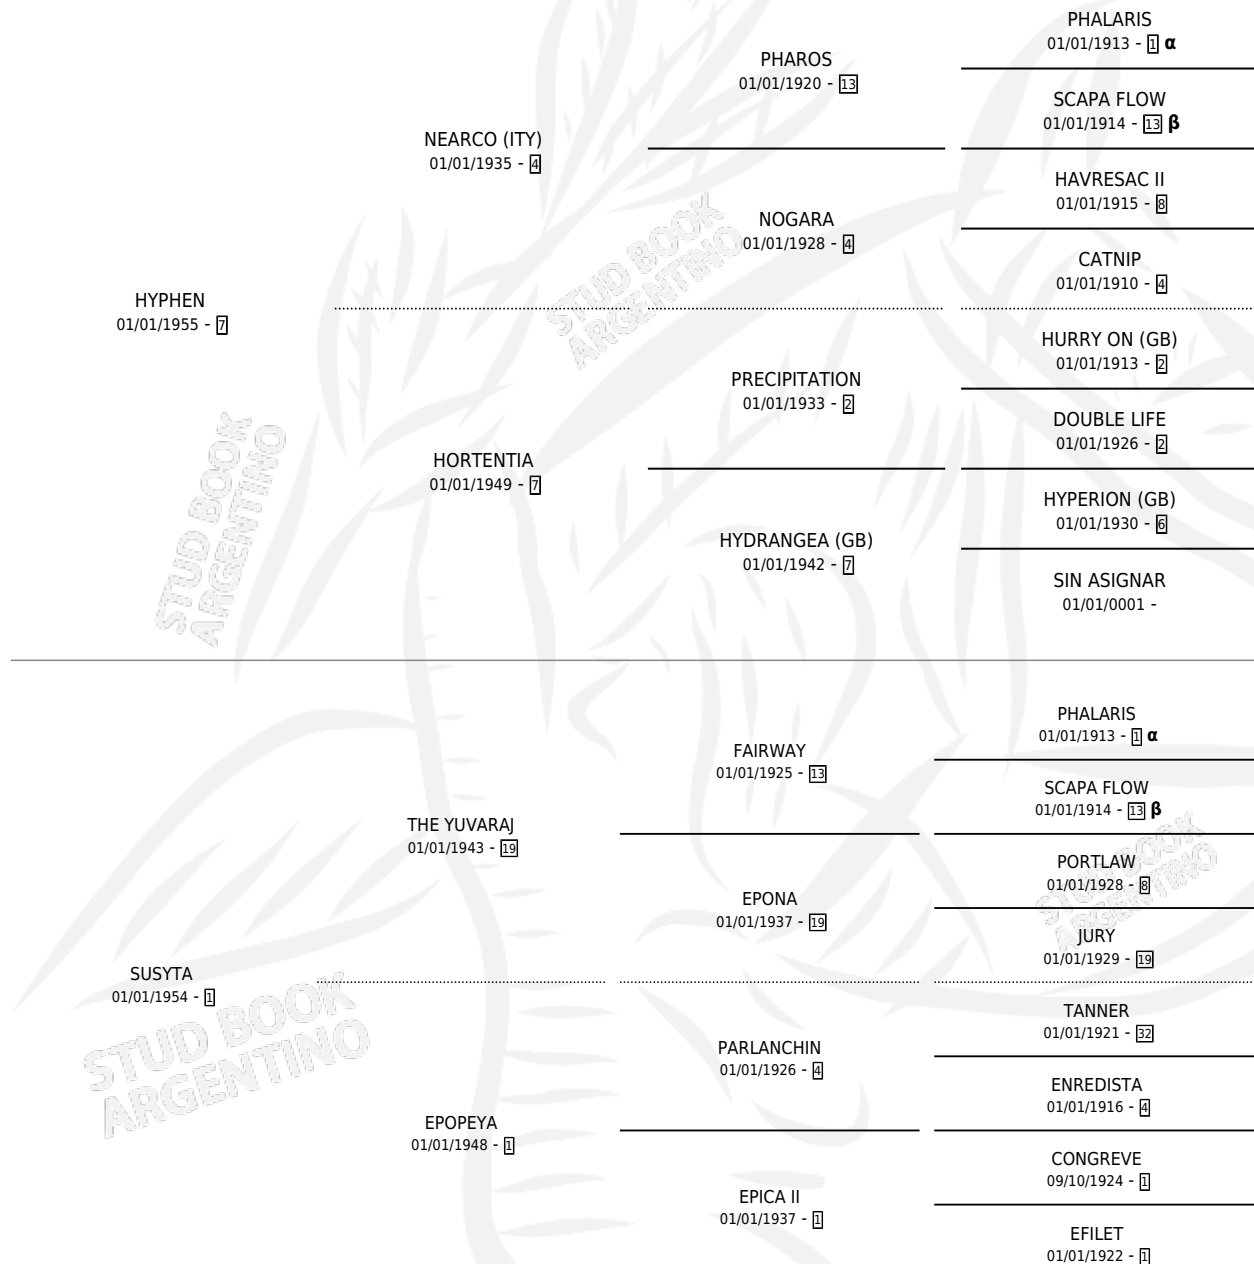 PHALARIS
01/01/1913 - 1 α
PHAROS
01/01/1920 - 13
SCAPA FLOW
01/01/1914 - 13 β
NEARCO (ITY)
01/01/1935 - 4
HAVRESAC II
01/01/1915 - 8
NOGARA
01/01/1928 - 4
CATNIP
01/01/1910 - 4
HYPHEN
01/01/1955 - 7
HURRY ON (GB)
01/01/1913 - 2
PRECIPITATION
01/01/1933 - 2
DOUBLE LIFE
01/01/1926 - 2
HORTENTIA
01/01/1949 - 7
HYPERION (GB)
01/01/1930 - 6
HYDRANGEA (GB)
01/01/1942 - 7
SIN ASIGNAR
01/01/0001 -
STUD BOOK
ARGENTINO
STUD BOOK
ARGENTINO
PHALARIS
01/01/1913 - 1 α
FAIRWAY
01/01/1925 - 13
SCAPA FLOW
01/01/1914 - 13 β
THE YUVARAJ
01/01/1943 - 19
PORTLAW
01/01/1928 - 8
EPONA
01/01/1937 - 19
JURY
01/01/1929 - 19
SUSYTA
01/01/1954 - 1
TANNER
01/01/1921 - 32
PARLANCHIN
01/01/1926 - 4
ENREDISTA
01/01/1916 - 4
EPOPEYA
01/01/1948 - 1
CONGREVE
09/10/1924 - 1
EPICA II
01/01/1937 - 1
EFILET
01/01/1922 - 1
STUD BOOK
ARGENTINO
STUD BOOK
ARGENTINO